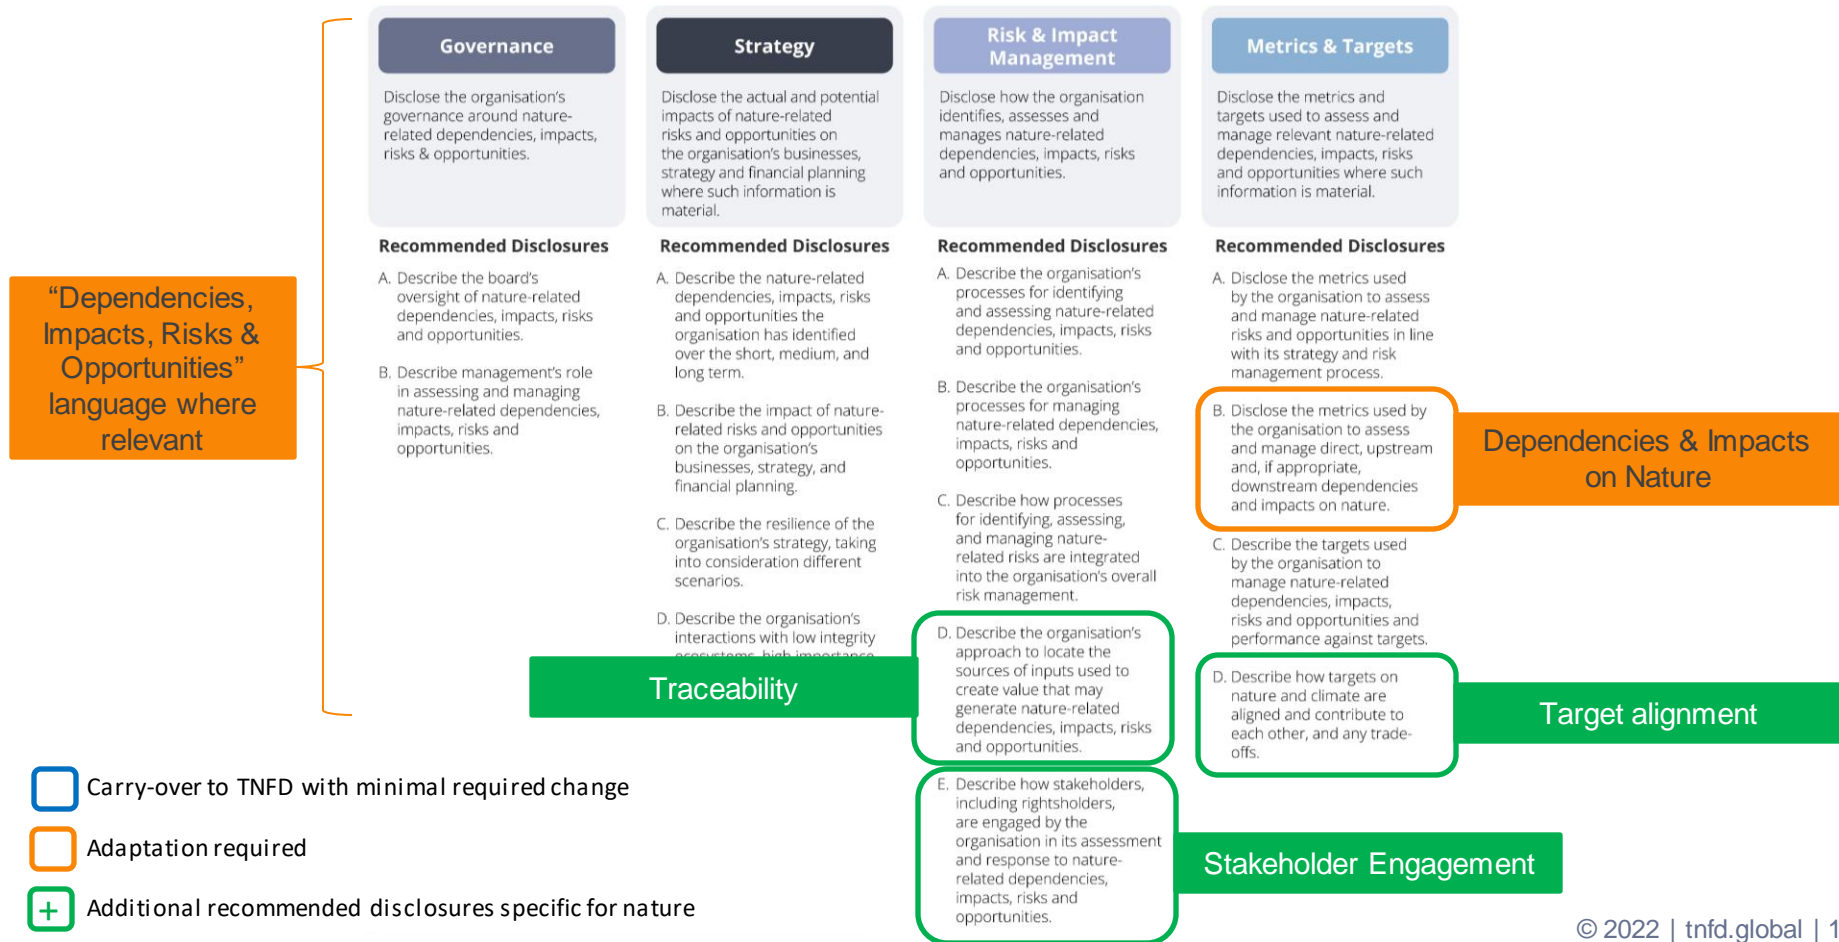 Governance
Disclose the organisation's
governance around nature-
related dependencies, impacts,
risks & opportunities.
Recommended Disclosures
A. Describe the board's
oversight of nature-related
dependencies, impacts, risks
and opportunities.
B. Describe management's role
in assessing and managing
nature-related dependencies,
impacts, risks and
opportunities.
Strategy
Disclose the actual and potential
impacts of nature-related
risks and opportunities on
the organisation's businesses,
strategy and financial planning
where such information is
material.
Recommended Disclosures
A. Describe the nature-related
dependencies, impacts, risks
and opportunities the
organisation has identified
over the short, medium, and
long term.
B. Describe the impact of nature-
related risks and opportunities
on the organisation's
businesses, strategy, and
financial planning.
C. Describe the resilience of the
organisation's strategy, taking
into consideration different
scenarios.
D. Describe the organisation's
interactions with low integrity
ecosystems, high importance
Risk & Impact
Management
Disclose how the organisation
identifies, assesses and
manages nature-related
dependencies, impacts, risks
and opportunities.
Recommended Disclosures
A. Describe the organisation's
processes for identifying
and assessing nature-related
dependencies, impacts, risks
and opportunities.
B. Describe the organisation's
processes for managing
nature-related dependencies,
impacts, risks and
opportunities.
C. Describe how processes
for identifying, assessing,
and managing nature-
related risks are integrated
into the organisation's overall
risk management.
D. Describe the organisation's
approach to locate the
sources of inputs used to
create value that may
generate nature-related
dependencies, impacts, risks
and opportunities.
E. Describe how stakeholders,
including rightsholders,
are engaged by the
organisation in its assessment
and response to nature-
related dependencies,
impacts, risks and
opportunities.
Metrics & Targets
Disclose the metrics and
targets used to assess and
manage relevant nature-related
dependencies, impacts, risks
and opportunities where such
information is material.
Recommended Disclosures
A. Disclose the metrics used
by the organisation to assess
and manage nature-related
risks and opportunities in line
with its strategy and risk
management process.
B. Disclose the metrics used by
the organisation to assess
and manage direct, upstream
and, if appropriate,
downstream dependencies
and impacts on nature.
C. Describe the targets used
by the organisation to
manage nature-related
dependencies, impacts,
risks and opportunities and
performance against targets.
D. Describe how targets on
nature and climate are
aligned and contribute to
each other, and any trade-
offs.
“Dependencies,
Impacts, Risks &
Opportunities”
language where
relevant
Dependencies & Impacts
on Nature
Traceability
Target alignment
Stakeholder Engagement
Carry-over to TNFD with minimal required change
Adaptation required
+ Additional recommended disclosures specific for nature
© 2022 | tnfd.global | 1